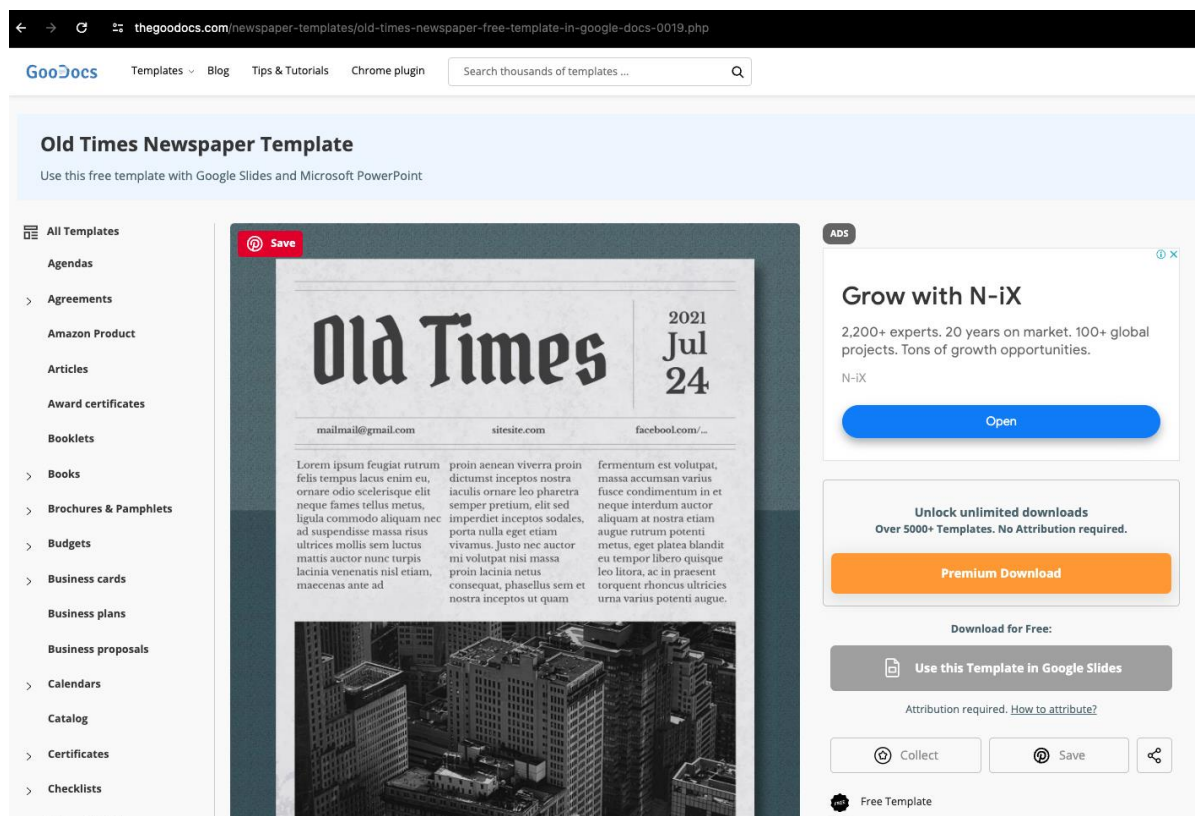 thegoodocs.com/newspaper-templates/old-times-newspaper-free-template-in-google-docs-0019.php
GooDocs Templates Blog Tips & Tutorials Chrome plugin Search thousands of templates ...
Old Times Newspaper Template
Use this free template with Google Slides and Microsoft PowerPoint
All Templates
Agendas
Agreements
Amazon Product
Articles
Award certificates
Booklets
Books
Brochures & Pamphlets
Budgets
Business cards
Business plans
Business proposals
Calendars
Catalog
Certificates
Checklists
Save
Old Times
2021
Jul
24
mailmail@gmail.com sitesite.com facebool.com/...
Lorem ipsum feugiat rutrum
felis tempus lacus enim eu,
ornare odio scelerisque elit
neque fames tellus metus,
ligula commodo aliquam nec
ad suspendisse massa risus
ultrices mollis sem luctus
mattis auctor nunc turpis
lacinia venenatis nisl etiam,
maecenas ante ad
proin aenean viverra proin
dictumst inceptos nostra
iaculis ornare leo pharetra
semper pretium, elit sed
imperdiet inceptos sodales,
porta nulla eget etiam
vivamus. Justo nec auctor
mi volutpat nisi massa
proin lacinia netus
consequat, phasellus sem et
nostra inceptos ut quam
fermentum est volutpat,
massa accumsan varius
fusce condimentum in et
neque interdum auctor
aliquam at nostra etiam
augue rutrum potenti
metus, eget platea blandit
eu tempor libero quisque
leo litora, ac in praesent
torquent rhoncus ultricies
urna varius potenti augue.
ADS
Grow with N-iX
2,200+ experts. 20 years on market. 100+ global
projects. Tons of growth opportunities.
N-iX
Open
Unlock unlimited downloads
Over 5000+ Templates. No Attribution required.
Premium Download
Download for Free:
Use this Template in Google Slides
Attribution required. How to attribute?
Collect Save
FREE Free Template